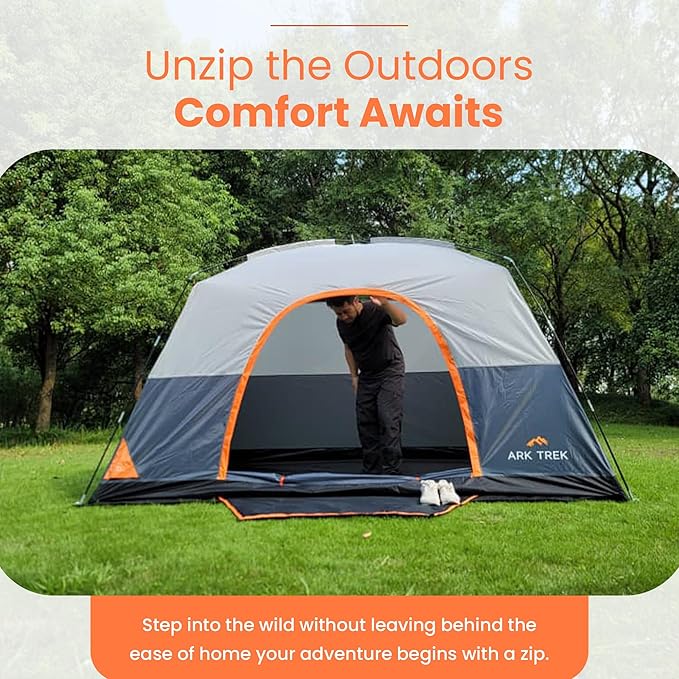 Unzip the Outdoors
Comfort Awaits
ARK TREK
Step into the wild without leaving behind the
ease of home your adventure begins with a zip.